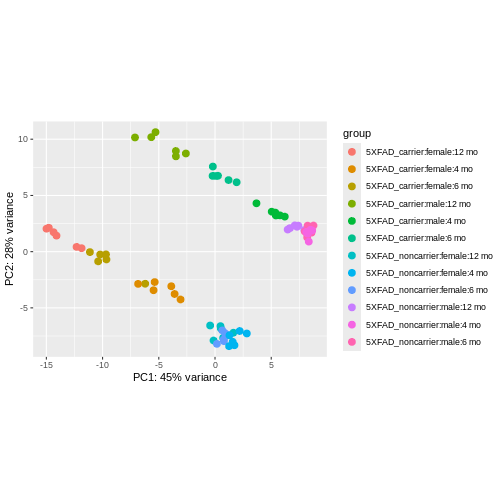 10
5
0
-5
-15
-10
-5
0
5
PC1: 45% variance
PC2: 28% variance
group
5XFAD_carrier:female:12 mo
5XFAD_carrier:female:4 mo
5XFAD_carrier:female:6 mo
5XFAD_carrier:male:12 mo
5XFAD_carrier:male:4 mo
5XFAD_carrier:male:6 mo
5XFAD_noncarrier:female:12 mo
5XFAD_noncarrier:female:4 mo
5XFAD_noncarrier:female:6 mo
5XFAD_noncarrier:male:12 mo
5XFAD_noncarrier:male:4 mo
5XFAD_noncarrier:male:6 mo